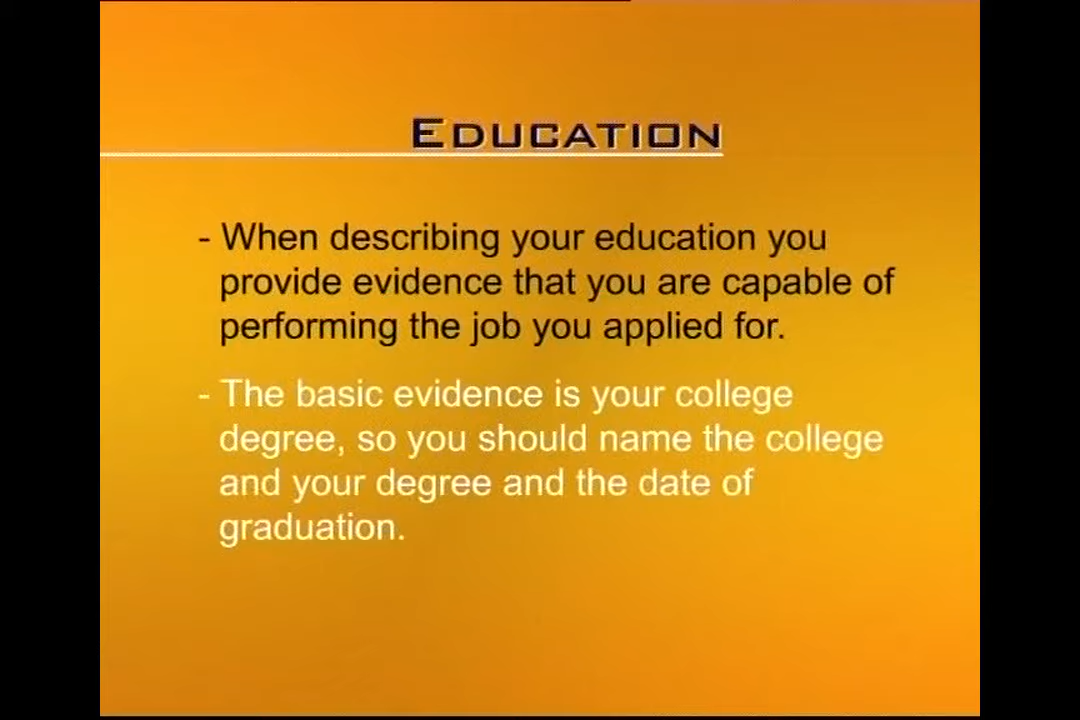 EDUCATION
- When describing your education you
provide evidence that you are capable of
performing the job you applied for.
- The basic evidence is your college
degree, so you should name the college
and your degree and the date of
graduation.